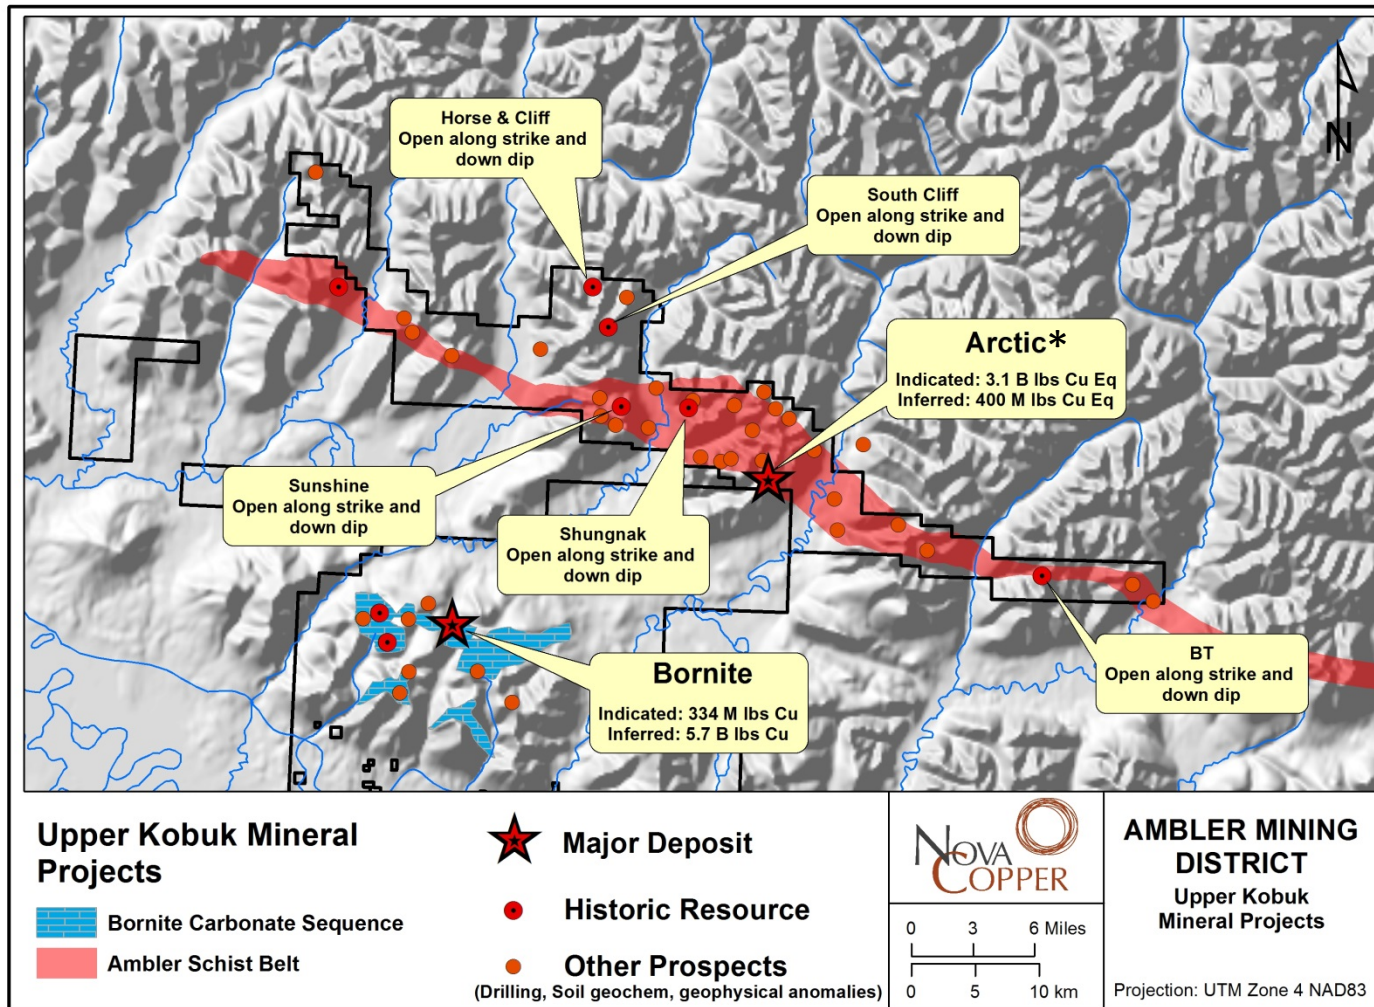 Horse & Cliff
Open along strike and
down dip
South Cliff
Open along strike and
down dip
N
Arctic*
Indicated: 3.1 B lbs Cu Eq
Inferred: 400 M lbs Cu Eq
Sunshine
Open along strike and
down dip
Shungnak
Open along strike and
down dip
Bornite
Indicated: 334 M lbs Cu
Inferred: 5.7 B lbs Cu
BT
Open along strike and
down dip
Upper Kobuk Mineral
Projects
Bornite Carbonate Sequence
Ambler Schist Belt
Major Deposit
Historic Resource
Other Prospects
(Drilling, Soil geochem, geophysical anomalies)
NOVA
COPPER
0 3 6 Miles
0 5 10 km
AMBLER MINING
DISTRICT
Upper Kobuk
Mineral Projects
Projection: UTM Zone 4 NAD83